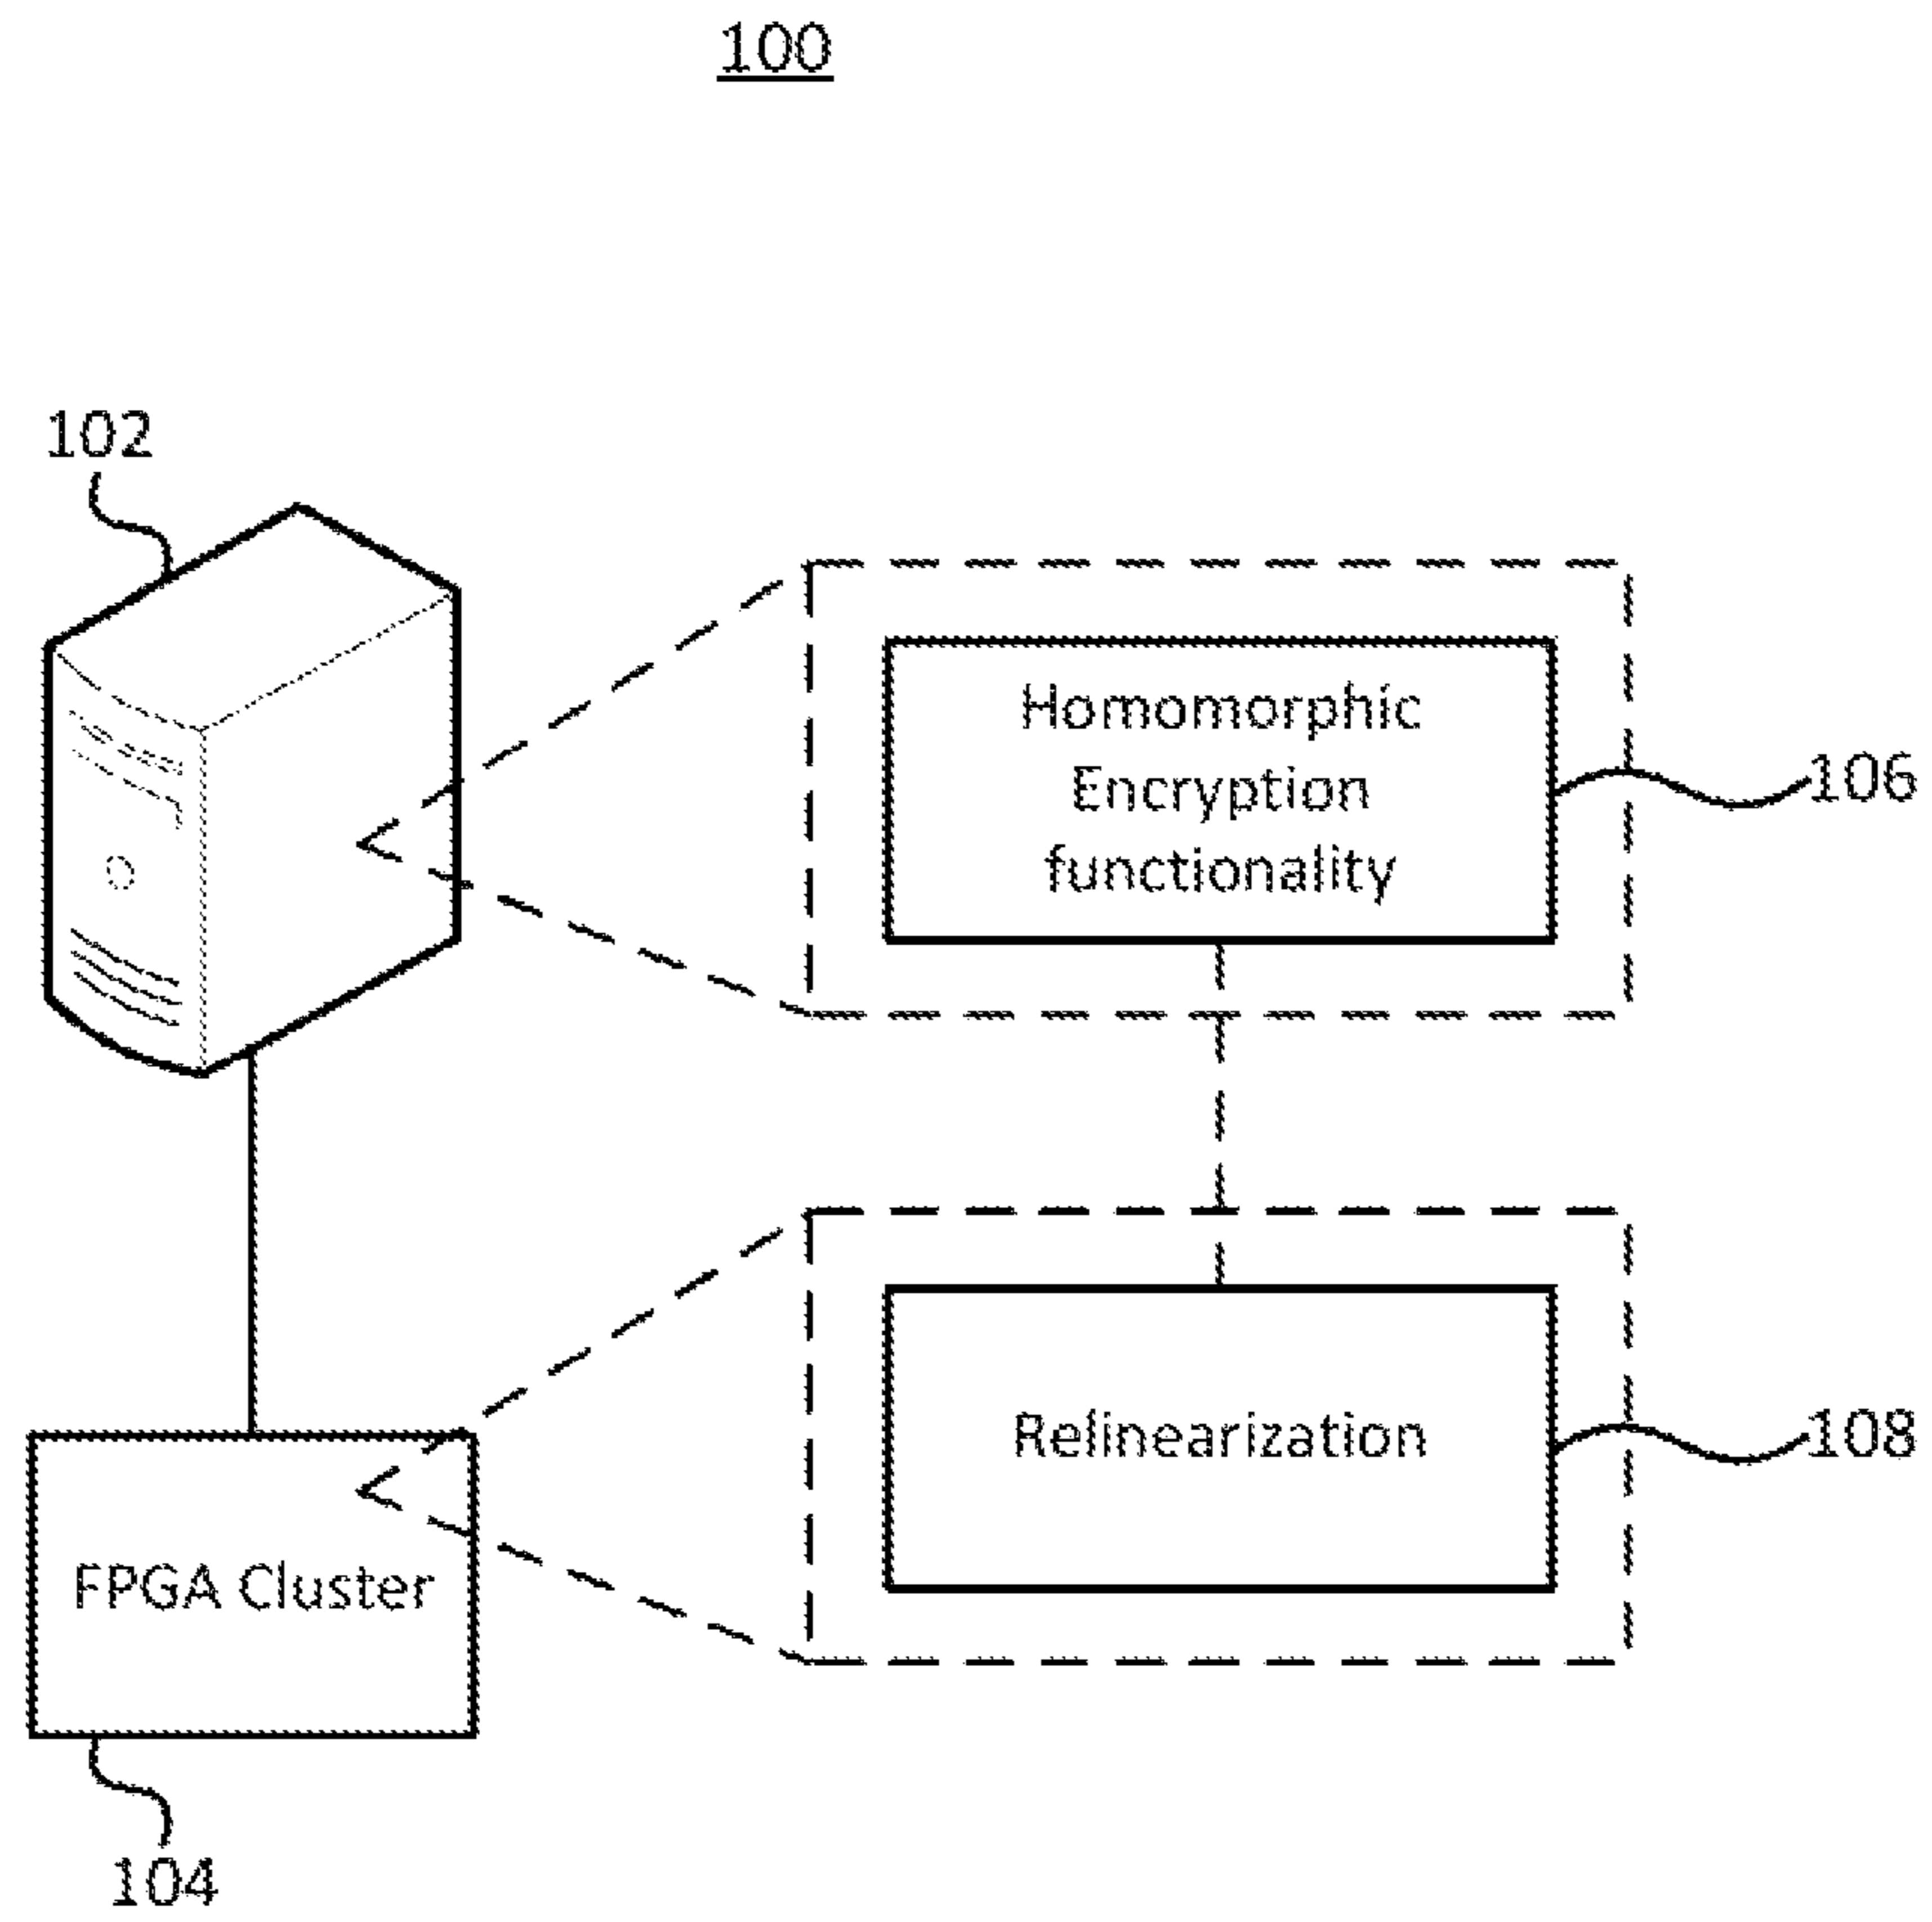 100
102
Homomorphic
Encryption
functionality
106
Relinearization
108
FPGA Cluster
104